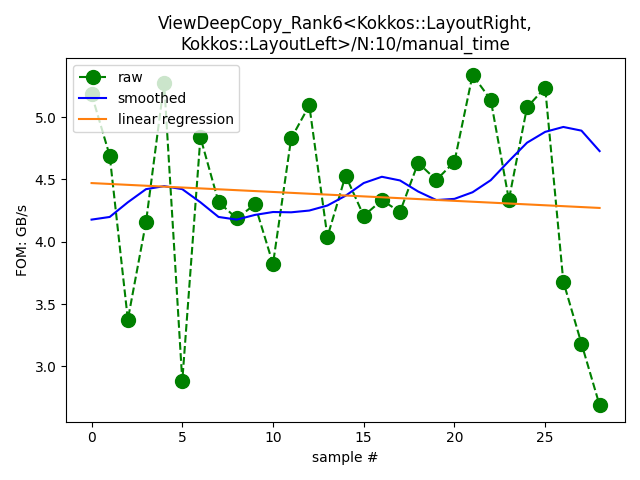 ViewDeepCopy_Rank6<Kokkos::LayoutRight,
Kokkos::LayoutLeft>/N:10/manual_time
raw
smoothed
linear regression
FOM: GB/s
5.0
4.5
4.0
3.5
3.0
0
5
10
15
20
25
sample #